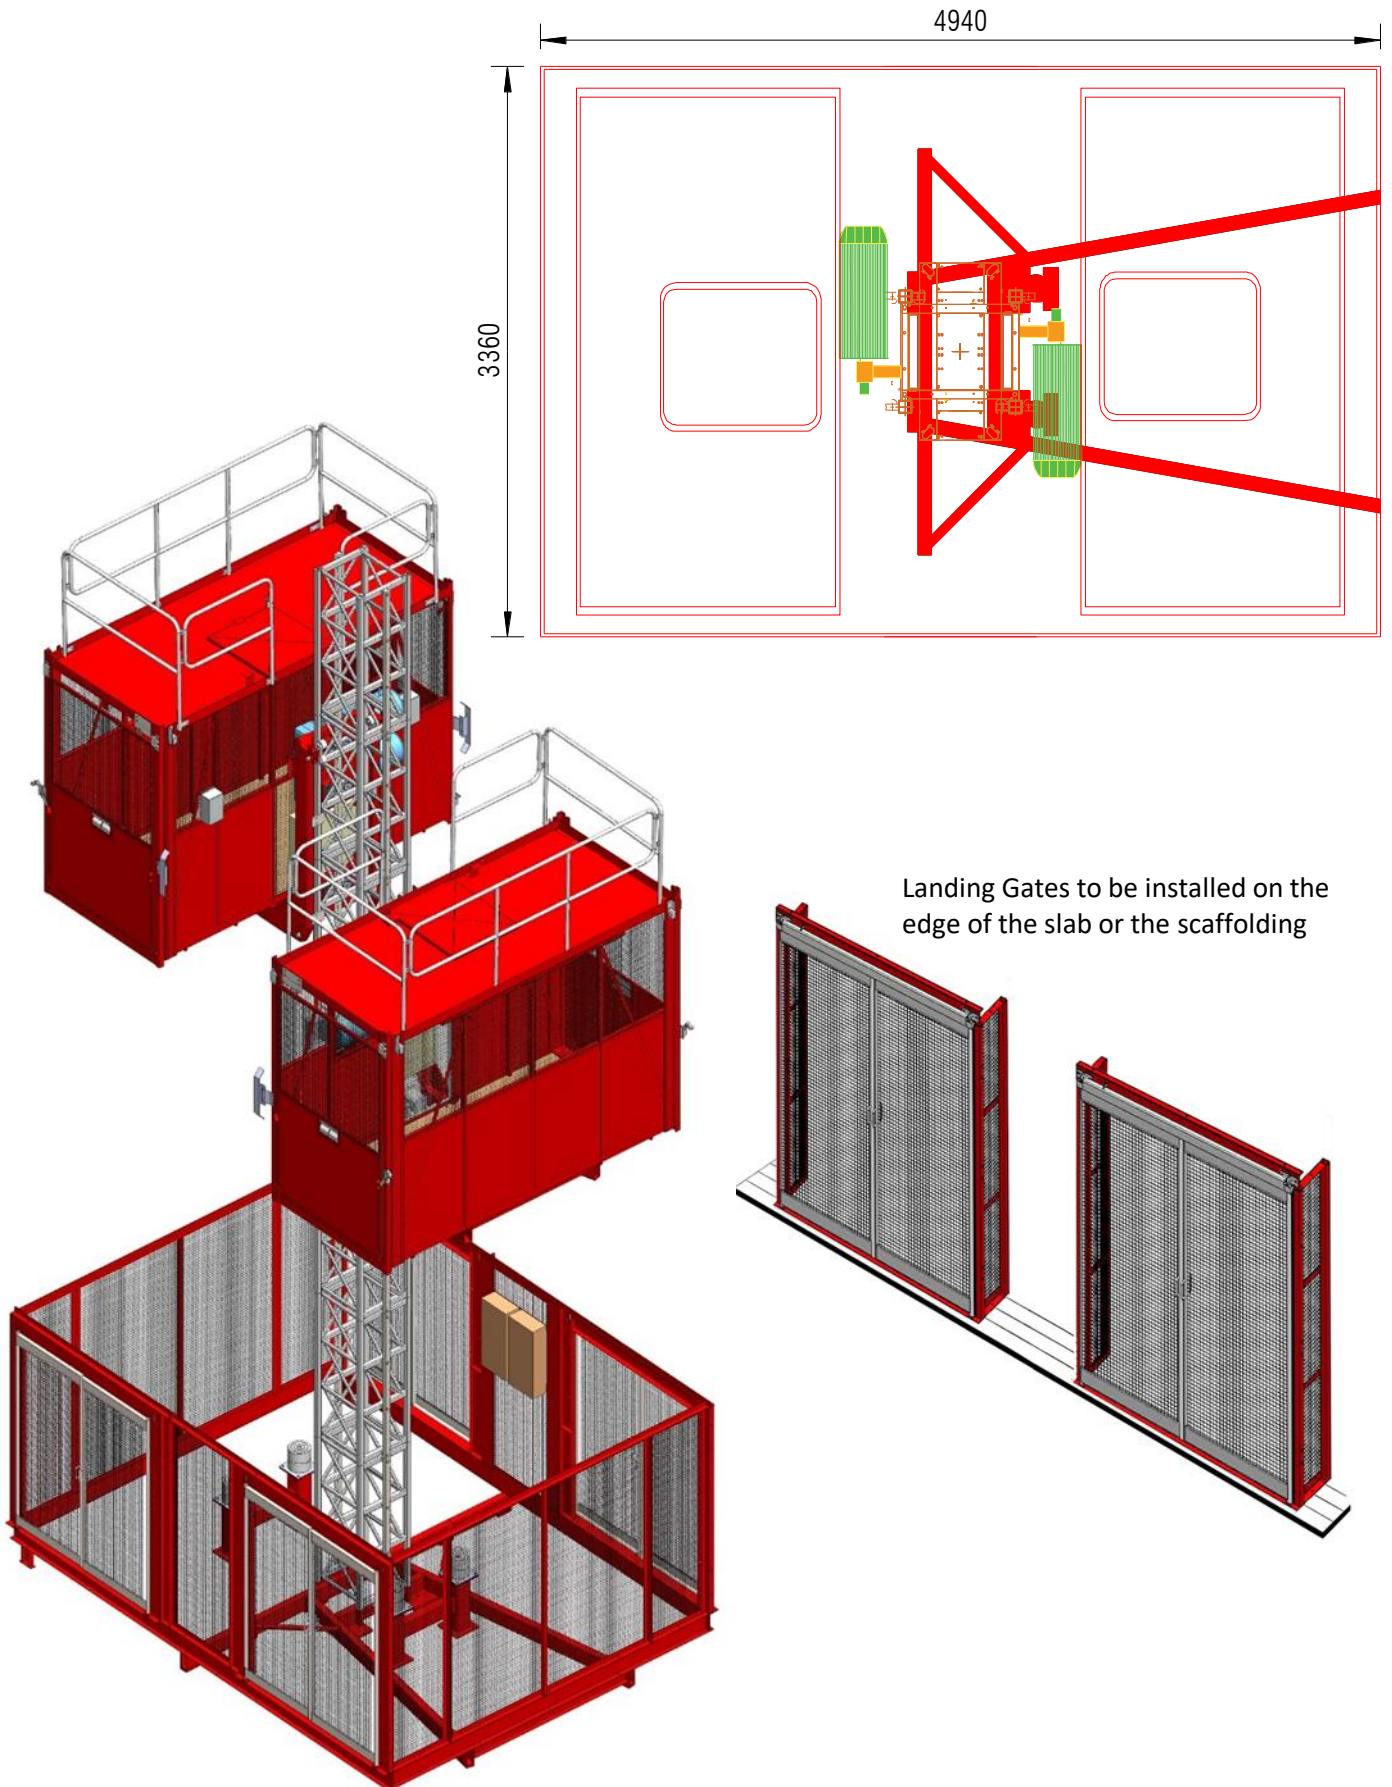 4940
3360
Landing Gates to be installed on the
edge of the slab or the scaffolding